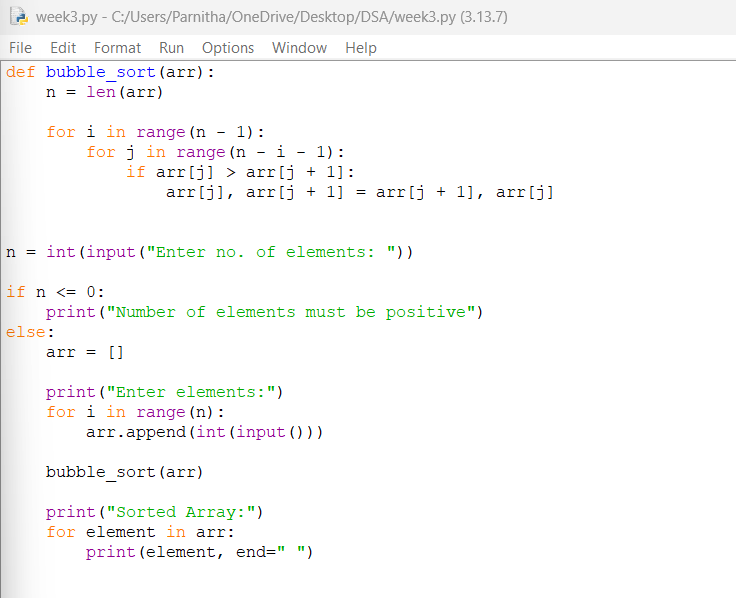 week3.py - C:/Users/Parnitha/OneDrive/Desktop/DSA/week3.py (3.13.7)
File Edit Format Run Options Window Help
def bubble_sort(arr):
    n = len(arr)

    for i in range(n - 1):
        for j in range(n - i - 1):
            if arr[j] > arr[j + 1]:
                arr[j], arr[j + 1] = arr[j + 1], arr[j]


n = int(input("Enter no. of elements: "))

if n <= 0:
    print("Number of elements must be positive")
else:
    arr = []

    print("Enter elements:")
    for i in range(n):
        arr.append(int(input()))

    bubble_sort(arr)

    print("Sorted Array:")
    for element in arr:
        print(element, end=" ")